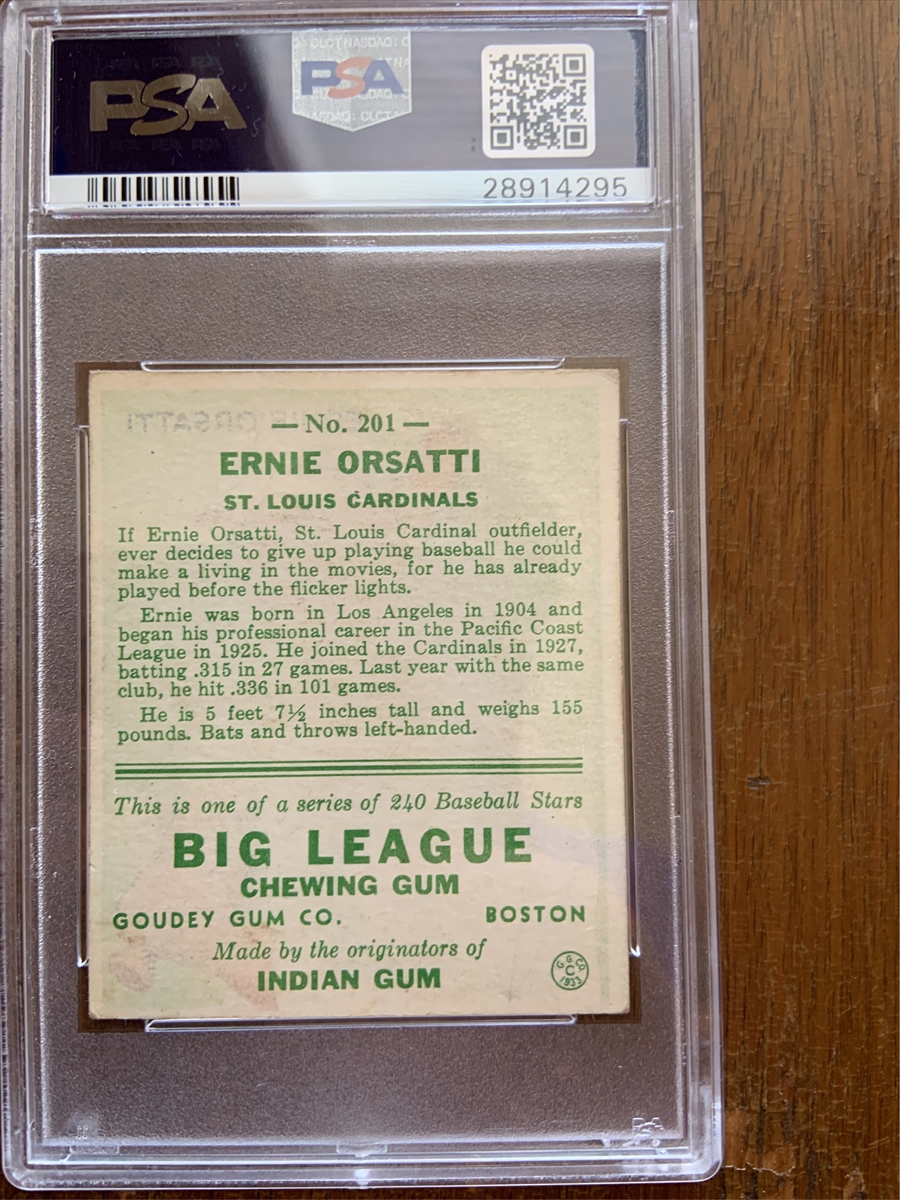 PSA
PSA
28914295
— No. 201 —
ERNIE ORSATTI
ST. LOUIS CARDINALS
If Ernie Orsatti, St. Louis Cardinal outfielder,
ever decides to give up playing baseball he could
make a living in the movies, for he has already
played before the flicker lights.
Ernie was born in Los Angeles in 1904 and
began his professional career in the Pacific Coast
League in 1925. He joined the Cardinals in 1927,
batting .315 in 27 games. Last year with the same
club, he hit .336 in 101 games.
He is 5 feet 7½ inches tall and weighs 155
pounds. Bats and throws left-handed.
This is one of a series of 240 Baseball Stars
BIG LEAGUE
CHEWING GUM
GOUDEY GUM CO. BOSTON
Made by the originators of
INDIAN GUM
G. G. CO.
C
1933
PSA